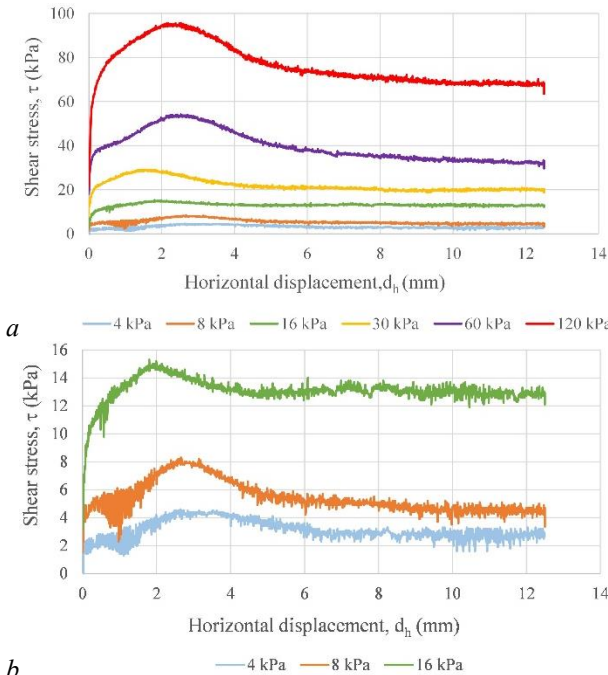 100
80
60
40
20
0
Shear stress, τ (kPa)
0 2 4 6 8 10 12 14
Horizontal displacement,dh (mm)
a
4 kPa 8 kPa 16 kPa 30 kPa 60 kPa 120 kPa
16
14
12
10
8
6
4
2
0
Shear stress, τ (kPa)
0 2 4 6 8 10 12 14
Horizontal displacement, dh (mm)
b
4 kPa 8 kPa 16 kPa